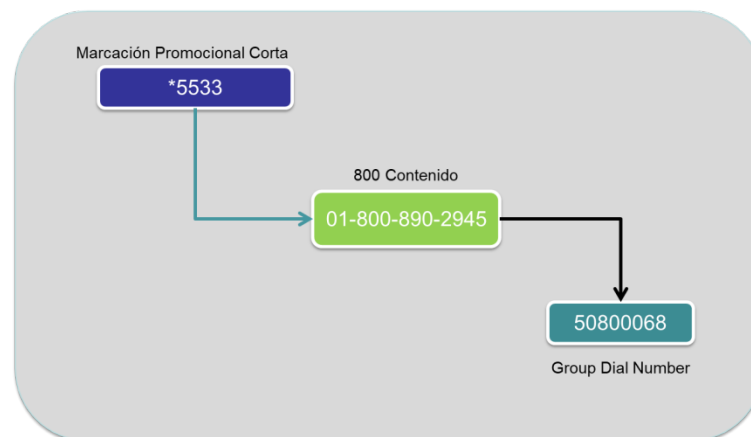 Marcación Promocional Corta
*5533
800 Contenido
01-800-890-2945
50800068
Group Dial Number